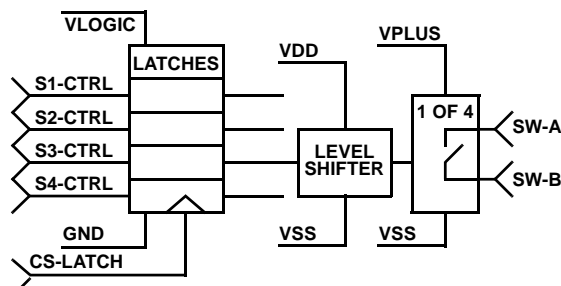 VLOGIC
LATCHES
VDD
VPLUS
S1-CTRL
S2-CTRL
S3-CTRL
S4-CTRL
1 OF 4
SW-A
LEVEL
SHIFTER
SW-B
GND
VSS
VSS
CS-LATCH